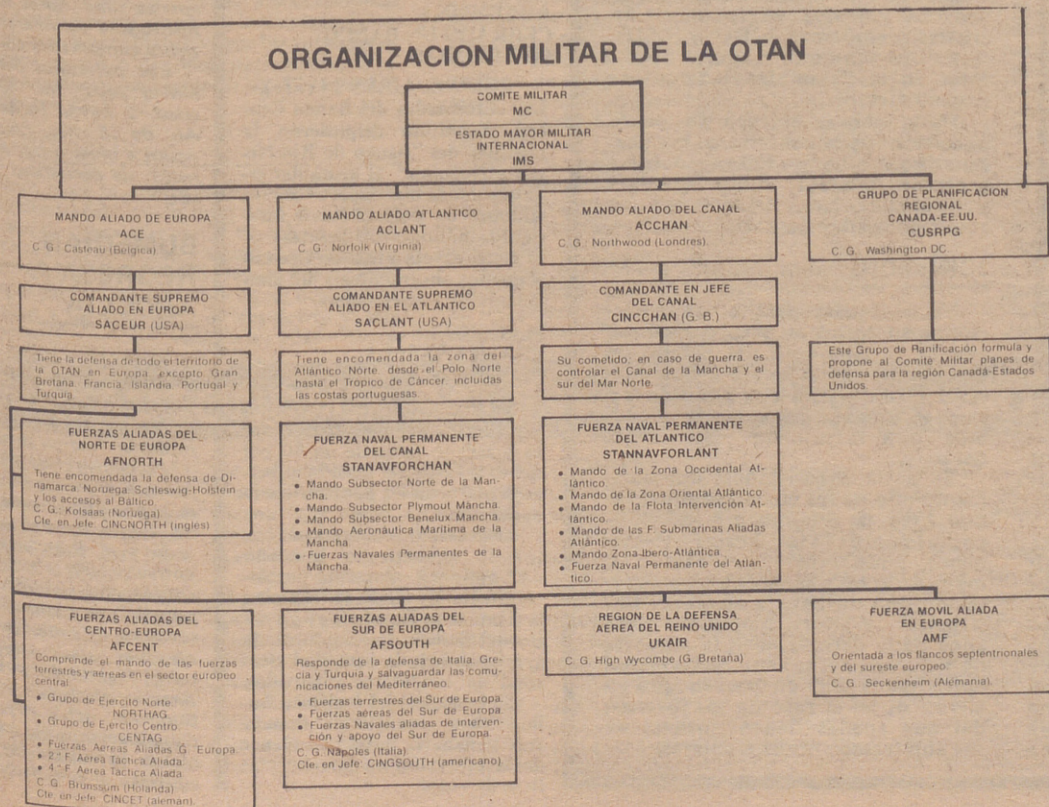 ORGANIZACION MILITAR DE LA OTAN
COMITE MILITAR
MC
ESTADO MAYOR MILITAR
INTERNACIONAL
IMS
MANDO ALIADO DE EUROPA
ACE
C. G.: Casteau (Belgica).
MANDO ALIADO ATLANTICO
ACLANT
C. G.: Norfolk (Virginia).
MANDO ALIADO DEL CANAL
ACCHAN
C. G.: Northwood (Londres).
GRUPO DE PLANIFICACION
REGIONAL
CANADA-EE.UU.
CUSRPG
C. G.: Washington DC
COMANDANTE SUPREMO
ALIADO EN EUROPA
SACEUR (USA)
COMANDANTE SUPREMO
ALIADO EN EL ATLÁNTICO
SACLANT (USA)
COMANDANTE EN JEFE
DEL CANAL
CINCCHAN (G. B.)
Tiene la defensa de todo el territorio de
la OTAN en Europa, excepto Gran
Bretaña, Francia, Islandia, Portugal y
Turquía.
Tiene encomendada la zona del
Atlántico Norte, desde el Polo Norte
hasta el Tropico de Cáncer, incluidas
las costas portuguesas.
Su cometido, en caso de guerra, es
controlar el Canal de la Mancha y el
sur del Mar Norte.
Este Grupo de Planificación formula y
propone al Comité Militar planes de
defensa para la región Canadá-Estados
Unidos.
FUERZAS ALIADAS DEL
NORTE DE EUROPA
AFNORTH
Tiene encomendada la defensa de Di-
namarca, Noruega, Schleswig-Holstein
y los accesos al Báltico.
C. G.: Kolsaas (Noruega).
Cte. en Jefe: CINCNORTH (inglés)
FUERZA NAVAL PERMANENTE
DEL CANAL
STANAVFORCHAN
• Mando Subsector Norte de la Man-
cha.
• Mando Subsector Plymout Mancha.
• Mando Subsector Benelux Mancha.
• Mando Aeronáutica Marítima de la
Mancha.
• Fuerzas Navales Permanentes de la
Mancha.
FUERZA NAVAL PERMANENTE
DEL ATLANTICO
STANNAVFORLANT
• Mando de la Zona Occidental At-
lántico.
• Mando de la Zona Oriental Atlántico.
• Mando de la Flota Intervención At-
lántico.
• Mando de las F. Submarinas Aliadas
Atlántico.
• Mando Zona Ibero-Atlántica.
• Fuerza Naval Permanente del Atlán-
tico.
FUERZAS ALIADAS DEL
CENTRO-EUROPA
AFCENT
Comprende el mando de las fuerzas
terrestres y aereas en el sector europeo
central.
• Grupo de Ejercito Norte.
NORTHAG.
• Grupo de Ejercito Centro.
CENTAG
• Fuerzas Aereas Aliadas G. Europa.
• 2.ª F. Aerea Tactica Aliada.
• 4.ª F. Aerea Tactica Aliada.
C. G.: Brunssum (Holanda).
Cte. en Jefe: CINCET (aleman).
FUERZAS ALIADAS DEL
SUR DE EUROPA
AFSOUTH
Responde de la defensa de Italia, Gre-
cia y Turquía y salvaguardar las comu-
nicaciones del Mediterráneo.
• Fuerzas terrestres del Sur de Europa.
• Fuerzas aéreas del Sur de Europa.
• Fuerzas Navales aliadas de interven-
ción y apoyo del Sur de Europa.
C. G. Nápoles (Italia).
Cte. en Jefe: CINGSOUTH (americano).
REGION DE LA DEFENSA
AEREA DEL REINO UNIDO
UKAIR
C. G. High Wycombe (G. Bretaña).
FUERZA MOVIL ALIADA
EN EUROPA
AMF
Orientada a los flancos septentrionales
y del sureste europeo.
C. G.: Seckenheim (Alemania).